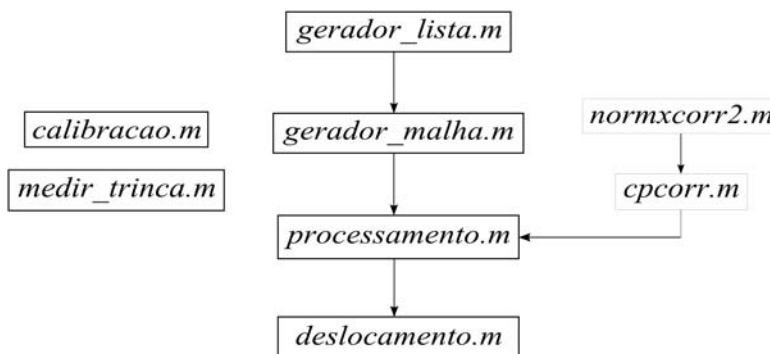 gerador_lista.m
calibracao.m
gerador_malha.m
normxcorr2.m
medir_trinca.m
cpcorr.m
processamento.m
deslocamento.m